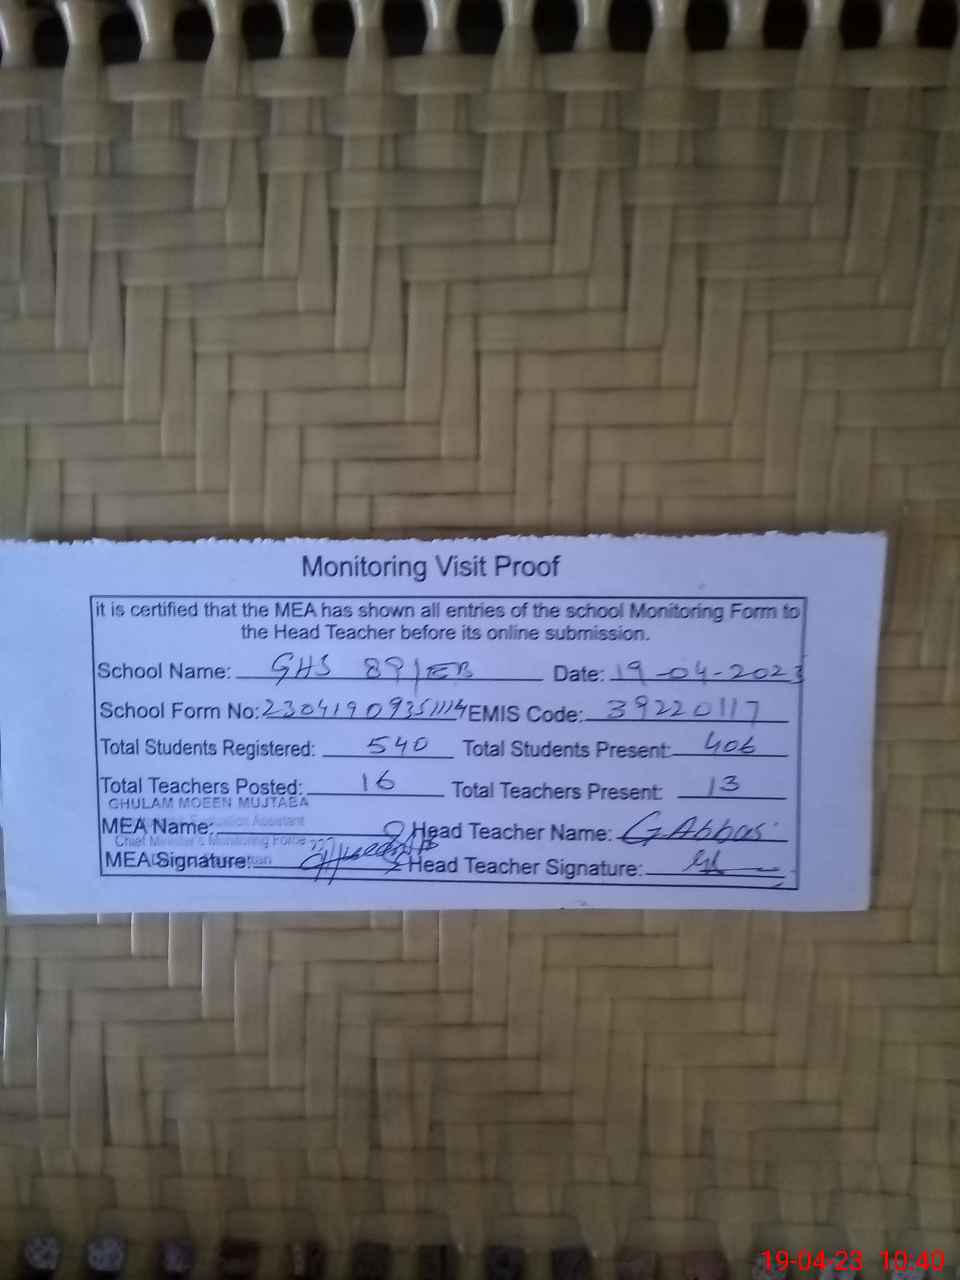 Monitoring Visit Proof
it is certified that the MEA has shown all entries of the school Monitoring Form to
the Head Teacher before its online submission.
School Name: GHS 89/EB Date: 19-04-2023
School Form No: EMIS Code: 39220117
Total Students Registered: 540 Total Students Present: 406
Total Teachers Posted: 16 Total Teachers Present: 13
GHULAM MOEEN MUJTABA
MEA Name: Head Teacher Name: G.Abbas
Chief Minister's Monitoring Force
MEA Signature: Head Teacher Signature:
19-04-23 10:40